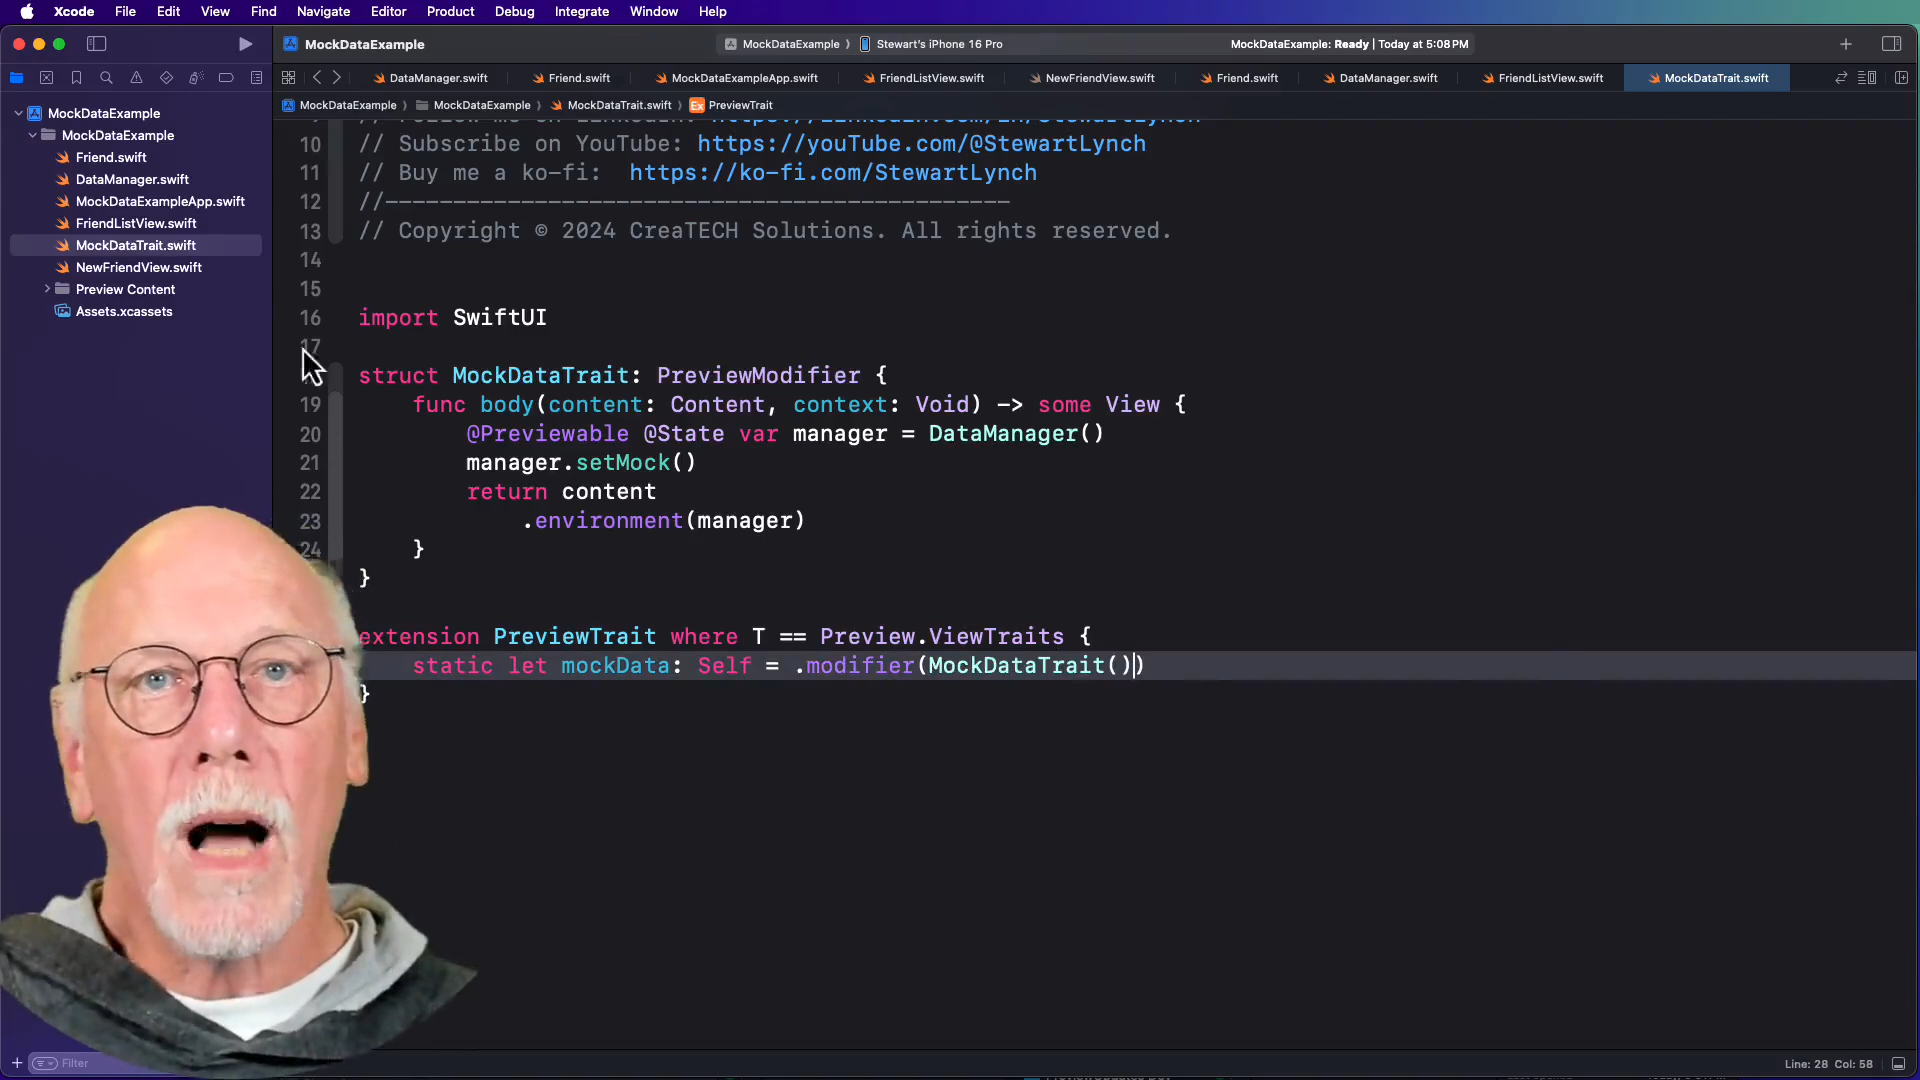 Xcode File Edit View Find Navigate Editor Product Debug Integrate Window Help
MockDataExample
MockDataExample
Stewart's iPhone 16 Pro
MockDataExample: Ready | Today at 5:08 PM
DataManager.swift
Friend.swift
MockDataExampleApp.swift
FriendListView.swift
NewFriendView.swift
Friend.swift
DataManager.swift
FriendListView.swift
MockDataTrait.swift
MockDataExample
MockDataExample
MockDataTrait.swift
Ex
PreviewTrait
MockDataExample
MockDataExample
Friend.swift
DataManager.swift
MockDataExampleApp.swift
FriendListView.swift
MockDataTrait.swift
NewFriendView.swift
Preview Content
Assets.xcassets
10 // Subscribe on YouTube: https://youTube.com/@StewartLynch
11 // Buy me a ko-fi: https://ko-fi.com/StewartLynch
12 //----------------------------------------------
13 // Copyright © 2024 CreaTECH Solutions. All rights reserved.
14
15
16 import SwiftUI
17
struct MockDataTrait: PreviewModifier {
19 func body(content: Content, context: Void) -> some View {
20 @Previewable @State var manager = DataManager()
21 manager.setMock()
22 return content
23 .environment(manager)
24 }
}
extension PreviewTrait where T == Preview.ViewTraits {
static let mockData: Self = .modifier(MockDataTrait())
}
Filter
Line: 28 Col: 58